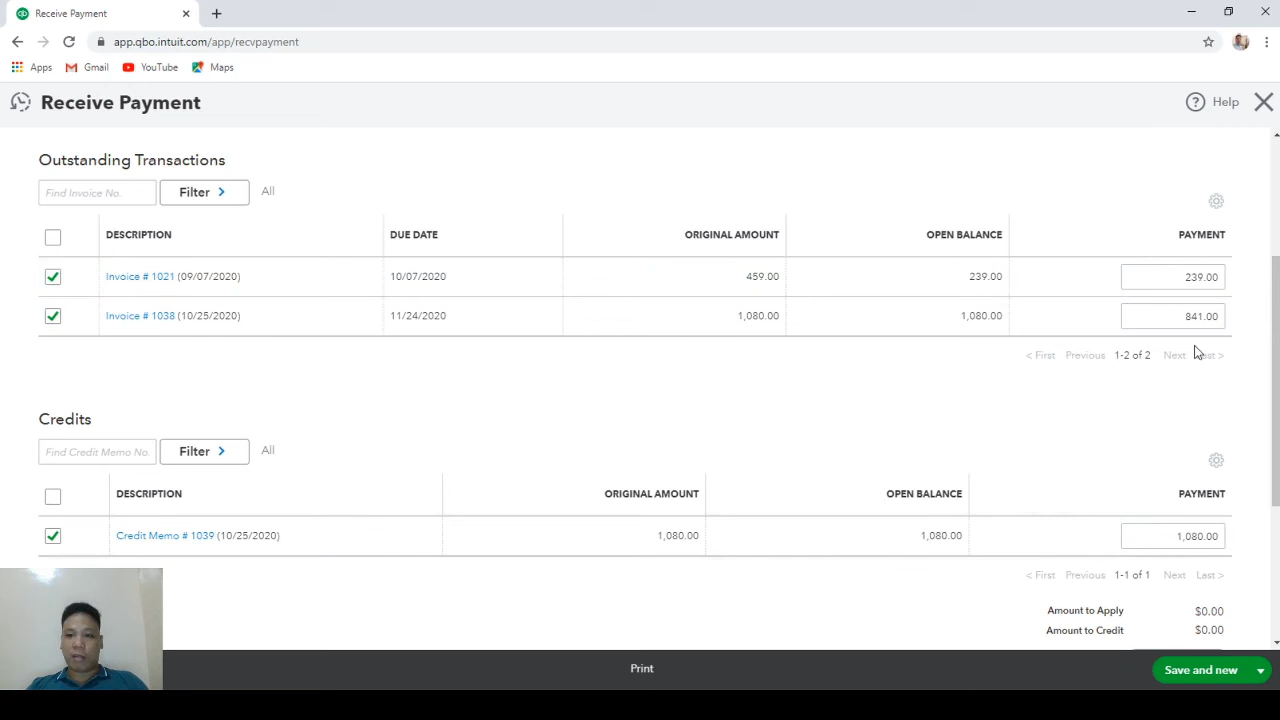 Receive Payment
app.qbo.intuit.com/app/recvpayment
Apps Gmail YouTube Maps
Receive Payment
Help
Outstanding Transactions
Find Invoice No. Filter > All
DESCRIPTION DUE DATE ORIGINAL AMOUNT OPEN BALANCE PAYMENT
Invoice # 1021 (09/07/2020) 10/07/2020 459.00 239.00 239.00
Invoice # 1038 (10/25/2020) 11/24/2020 1,080.00 1,080.00 841.00
< First Previous 1-2 of 2 Next Last >
Credits
Find Credit Memo No. Filter > All
DESCRIPTION ORIGINAL AMOUNT OPEN BALANCE PAYMENT
Credit Memo # 1039 (10/25/2020) 1,080.00 1,080.00 1,080.00
< First Previous 1-1 of 1 Next Last >
Amount to Apply $0.00
Amount to Credit $0.00
Print
Save and new